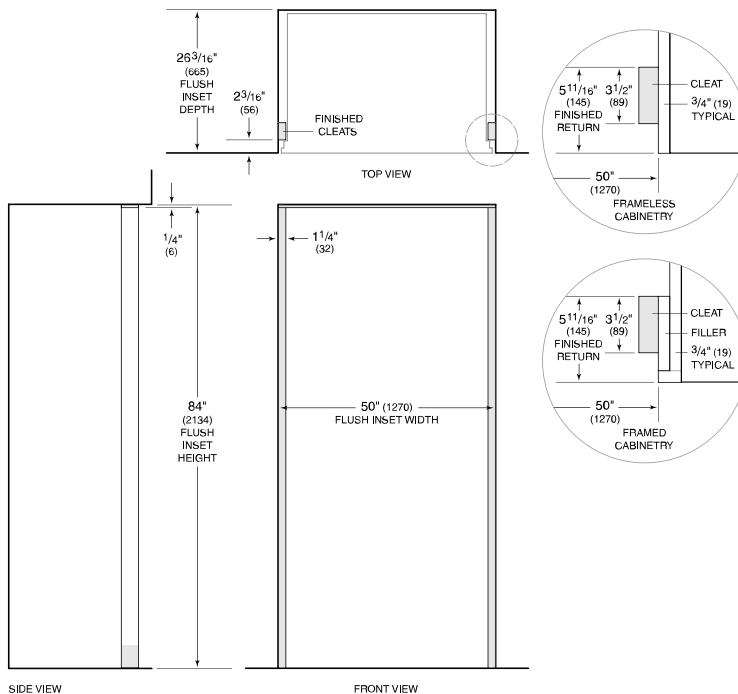 26 3/16"
(665)
FLUSH
INSET
DEPTH
2 3/16"
(56)
FINISHED
CLEATS
TOP VIEW
5 11/16"
(145)
FINISHED
RETURN
3 1/2"
(89)
CLEAT
3/4" (19)
TYPICAL
50"
(1270)
FRAMELESS
CABINETRY
1/4"
(6)
1 1/4"
(32)
84"
(2134)
FLUSH
INSET
HEIGHT
50" (1270)
FLUSH INSET WIDTH
5 11/16"
(145)
FINISHED
RETURN
3 1/2"
(89)
CLEAT
FILLER
3/4" (19)
TYPICAL
50"
(1270)
FRAMED
CABINETRY
SIDE VIEW
FRONT VIEW